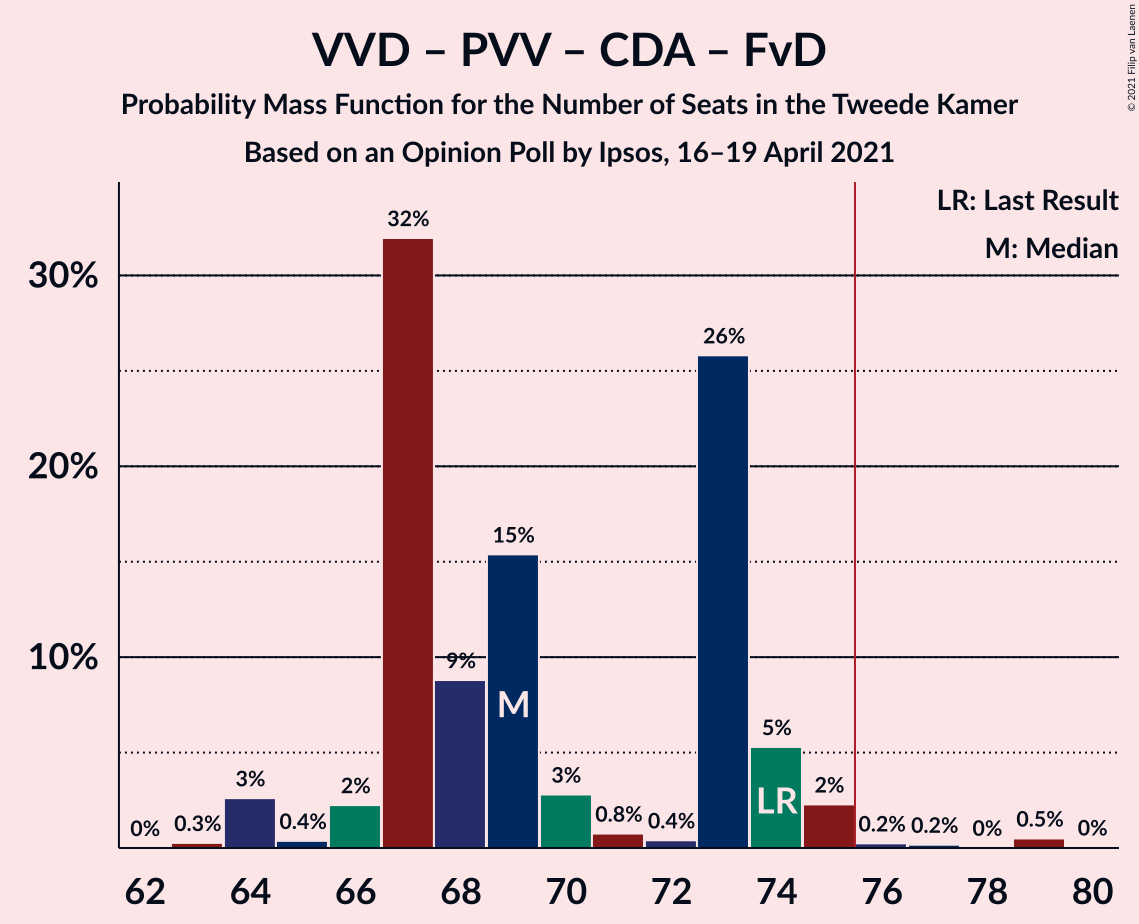 VVD – PVV – CDA – FvD
Probability Mass Function for the Number of Seats in the Tweede Kamer
Based on an Opinion Poll by Ipsos, 16–19 April 2021
© 2021 Filip van Laenen
LR: Last Result
M: Median
30%
20%
10%
0%
0.3%
3%
0.4%
2%
32%
9%
15%
3%
0.8%
0.4%
26%
5%
2%
0.2%
0.2%
0%
0.5%
0%
M
LR
62 64 66 68 70 72 74 76 78 80